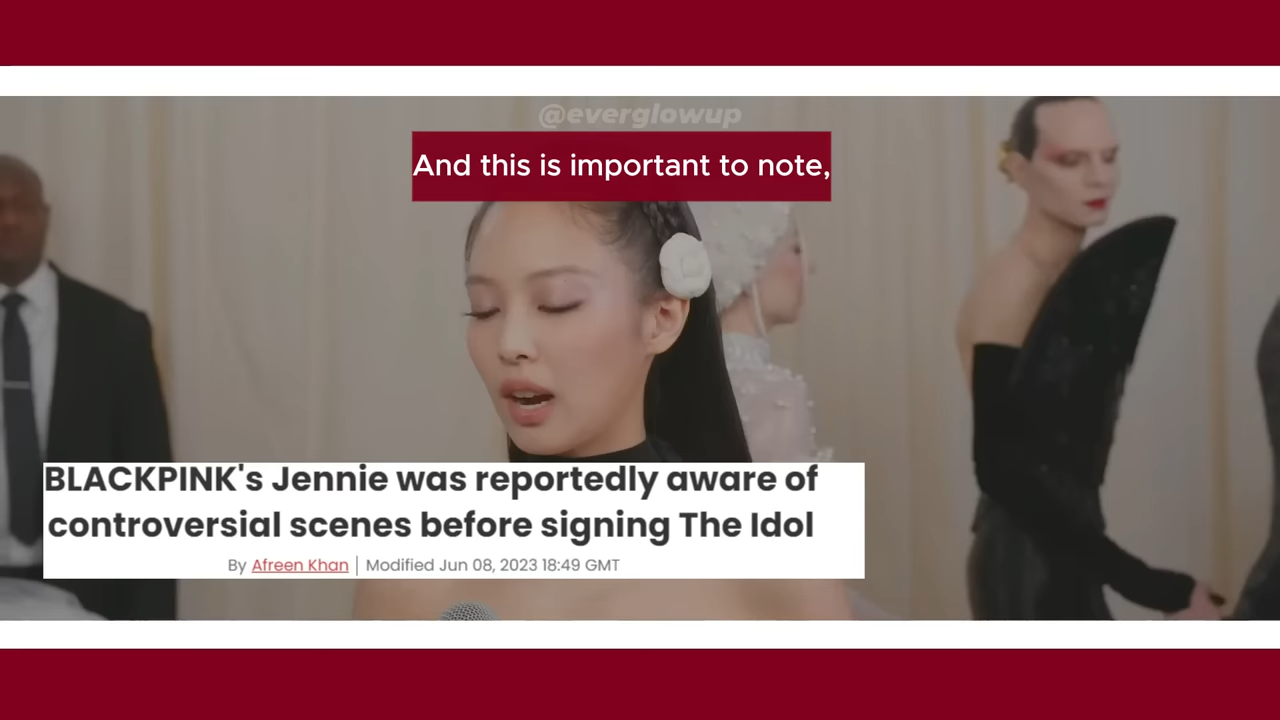 @everglowup
And this is important to note,
BLACKPINK's Jennie was reportedly aware of
controversial scenes before signing The Idol
By Afreen Khan | Modified Jun 08, 2023 18:49 GMT